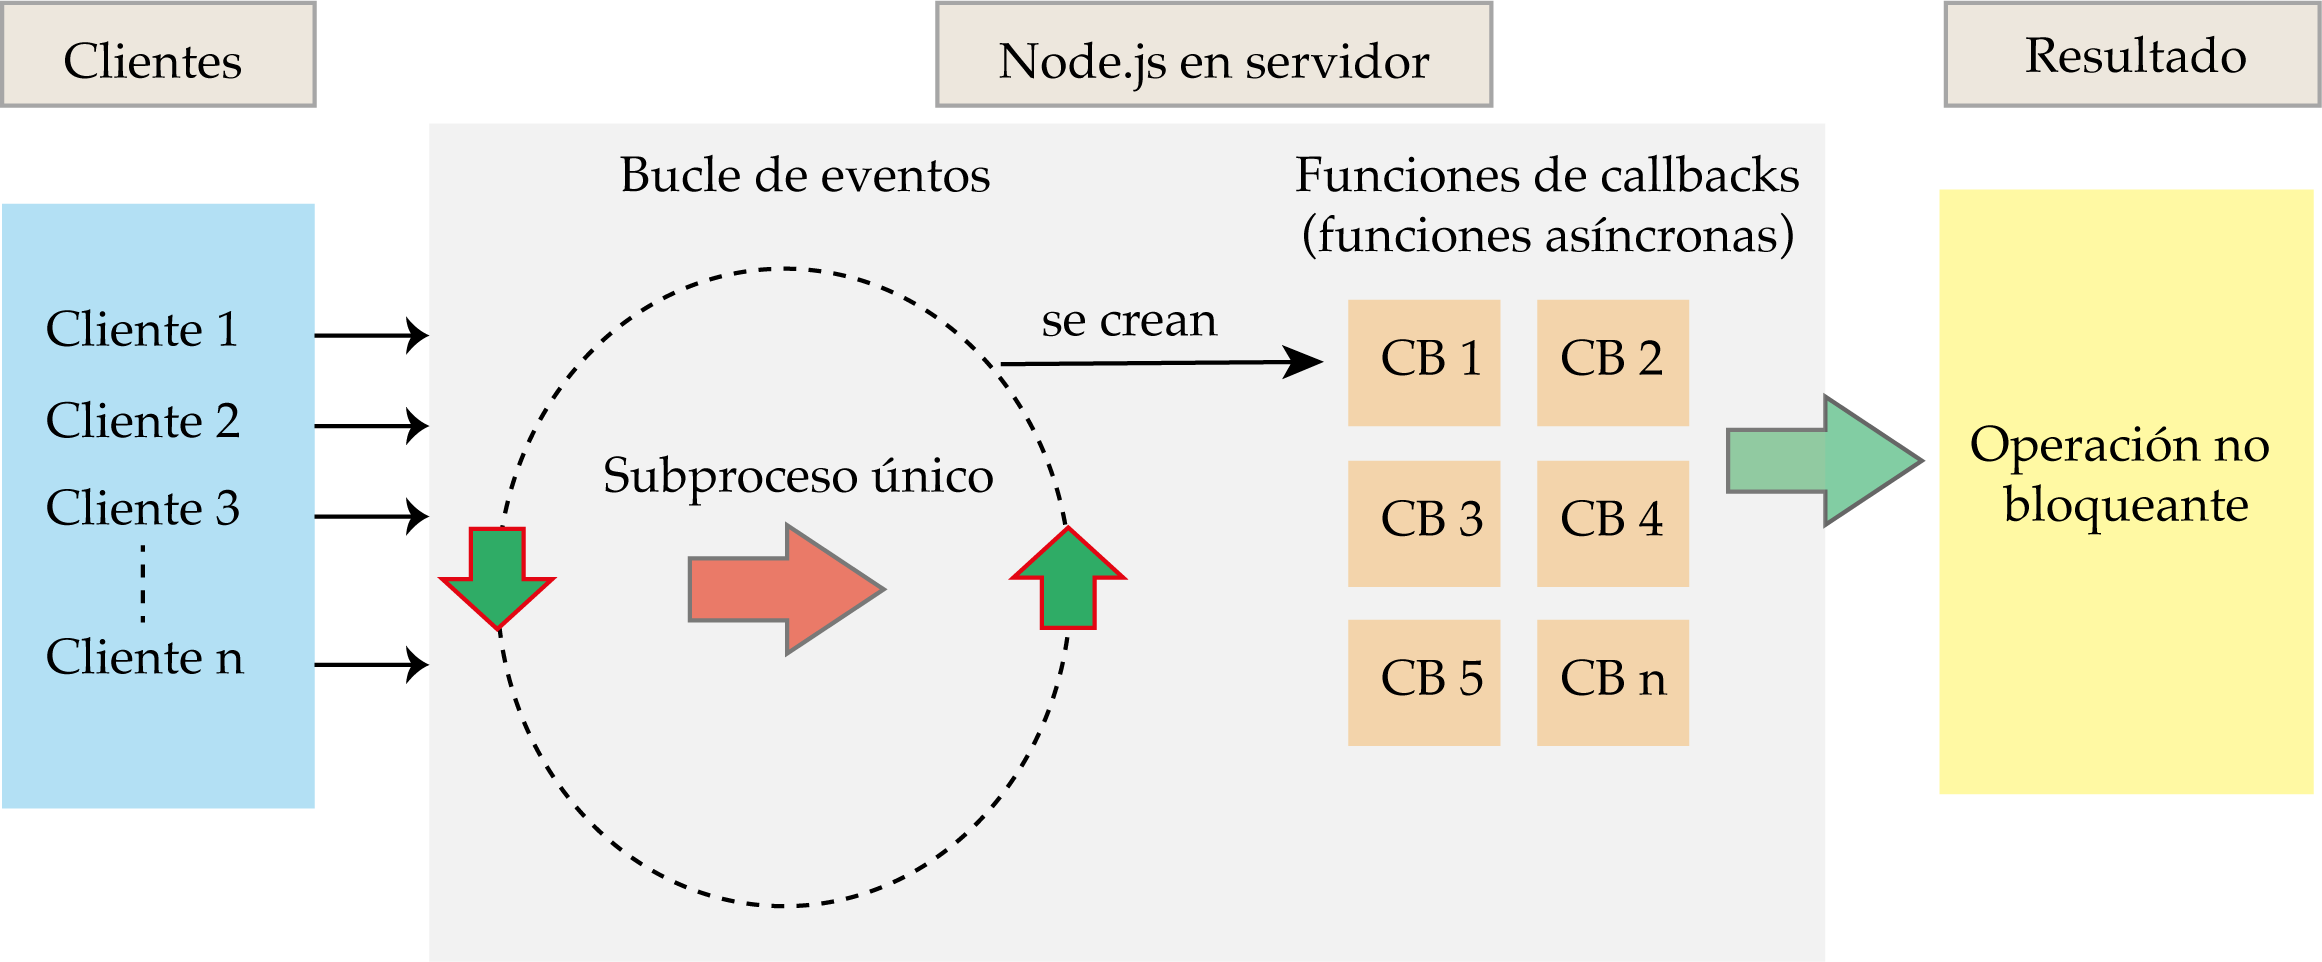 Clientes
Node.js en servidor
Resultado
Bucle de eventos
Funciones de callbacks
(funciones asíncronas)
Cliente 1
Cliente 2
Cliente 3
Cliente n
Subproceso único
se crean
CB 1
CB 2
CB 3
CB 4
CB 5
CB n
Operación no
bloqueante